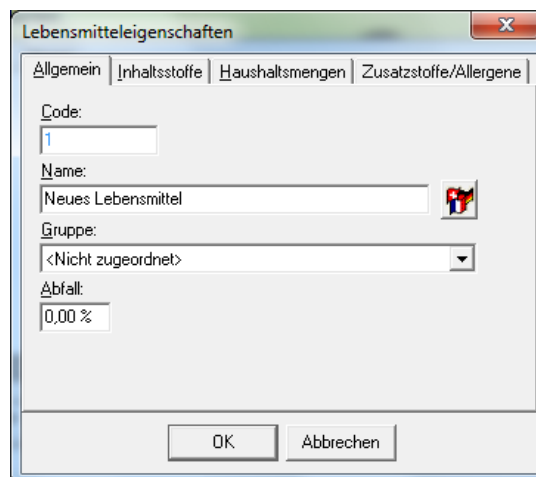 Lebensmitteleigenschaften
Allgemein Inhaltsstoffe Haushaltsmengen Zusatzstoffe/Allergene
Code:
1
Name:
Neues Lebensmittel
Gruppe:
<Nicht zugeordnet>
Abfall:
0,00 %
OK Abbrechen